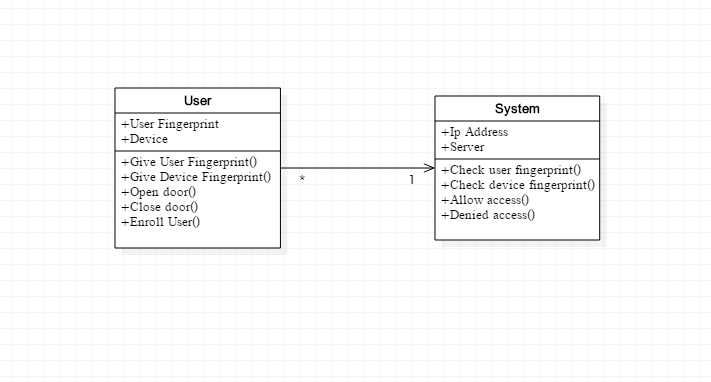 User
+User Fingerprint
+Device
+Give User Fingerprint()
+Give Device Fingerprint()
+Open door()
+Close door()
+Enroll User()
*
1
System
+Ip Address
+Server
+Check user fingerprint()
+Check device fingerprint()
+Allow access()
+Denied access()